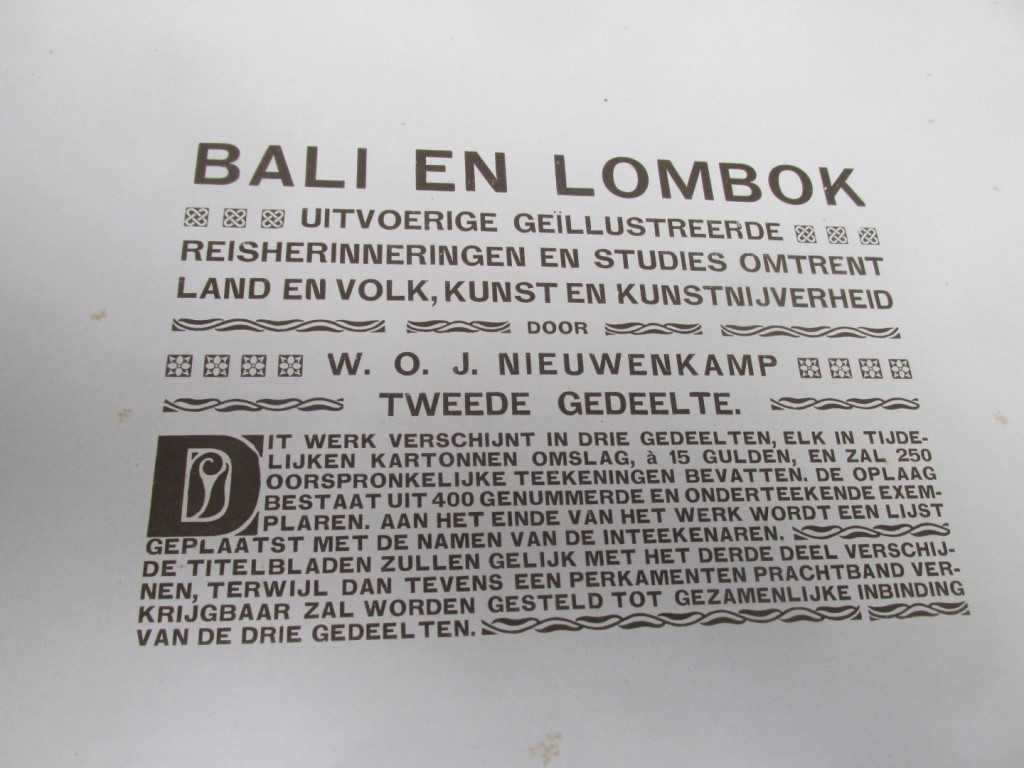 BALI EN LOMBOK
UITVOERIGE GEÏLLUSTREERDE
REISHERINNERINGEN EN STUDIES OMTRENT
LAND EN VOLK, KUNST EN KUNSTNIJVERHEID
DOOR
W. O. J. NIEUWENKAMP
TWEEDE GEDEELTE.
DIT WERK VERSCHIJNT IN DRIE GEDEELTEN, ELK IN TIJDE-
LIJKEN KARTONNEN OMSLAG, à 15 GULDEN, EN ZAL 250
OORSPRONKELIJKE TEEKENINGEN BEVATTEN. DE OPLAAG
BESTAAT UIT 400 GENUMMERDE EN ONDERTEEKENDE EXEM-
PLAREN. AAN HET EINDE VAN HET WERK WORDT EEN LIJST
GEPLAATST MET DE NAMEN VAN DE INTEEKENAREN.
DE TITELBLADEN ZULLEN GELIJK MET HET DERDE DEEL VERSCHIJ-
NEN, TERWIJL DAN TEVENS EEN PERKAMENTEN PRACHTBAND VER-
KRIJGBAAR ZAL WORDEN GESTELD TOT GEZAMENLIJKE INBINDING
VAN DE DRIE GEDEELTEN.